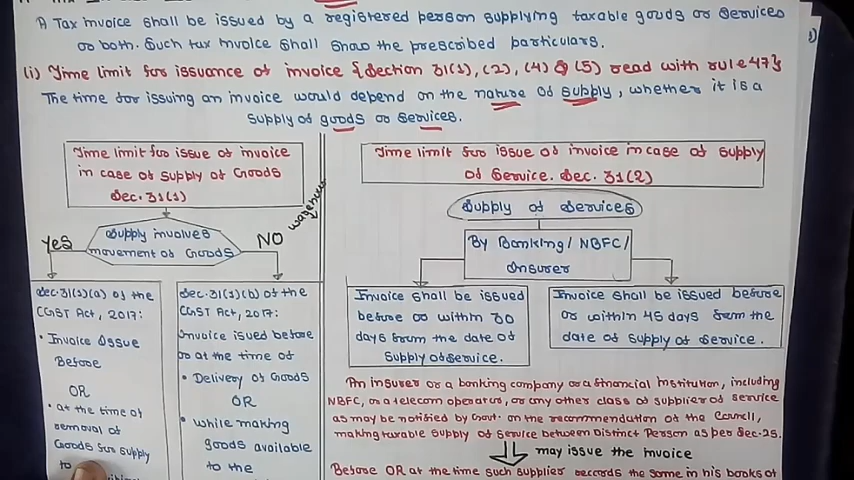 A Tax invoice shall be issued by a registered person supplying taxable goods or Services
or both. Such tax invoice shall show the prescribed particulars.
(i) Time limit for issuance of invoice {Section 31(1), (2), (4) & (5) read with rule 47}
The time for issuing an invoice would depend on the nature of supply, whether it is a
supply of goods or services.
Time limit for issue of invoice
in case of supply of Goods
Sec. 31(1)
Supply involves
movement of Goods
Yes
NO
Sec.31(1)(a) of the
CGST Act, 2017:
• Invoice Issue
Before
OR
• at the time of
removal of
Goods for supply
to
Sec.31(1)(b) of the
CGST Act, 2017:
Invoice isued before
or at the time of
• Delivery of Goods
OR
• while making
goods available
to the
Time limit for issue of invoice in case of supply
of Service. Sec. 31(2)
Supply of Services
By Banking/NBFC/
Insurer
Invoice shall be issued
before or within 30
days from the date of
Supply of service.
Invoice shall be issued before
or within 45 days from the
date of supply of service.
An insurer or a banking company or a financial institution, including
NBFC, or a telecom operator, or any other class of supplier of service
as may be notified by Govt. on the recommendation of the Council,
making taxable supply of service between Distinct Person as per Sec-25.
may issue the invoice
Before OR at the time such supplier records the same in his books of